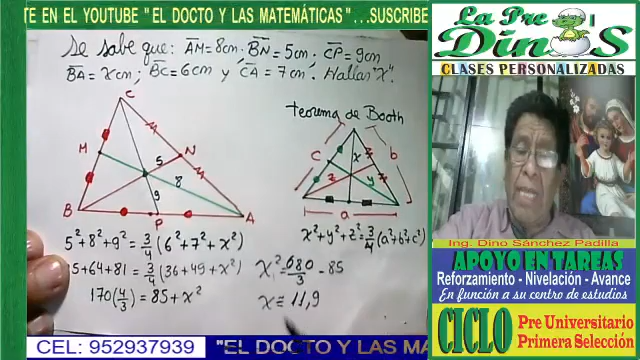 TE EN EL YOUTUBE "EL DOCTO Y LAS MATEMÁTICAS"...SUSCRIBE
La Pre
DinoS
CLASES PERSONALIZADAS
Se sabe que: AM=8cm; BN=5cm; CP=9cm
BA=xcm; BC=6cm y CA=7cm. Hallar "x".
Teorema de Booth
C
M
N
5
8
9
B
P
A
x
c
b
z
z
y
a
5²+8²+9²=3/4(6²+7²+x²)
5+64+81=3/4(36+49+x²)
170(4/3)=85+x²
x²+y²+z²=3/4(a²+b²+c²)
x²=680/3-85
x=11,9
Ing. Dino Sánchez Padilla
APOYO EN TAREAS
Reforzamiento - Nivelación - Avance
En función a su centro de estudios
CICLO
Pre Universitario
Primera Selección
CEL: 952937939
"EL DOCTO Y LAS MA